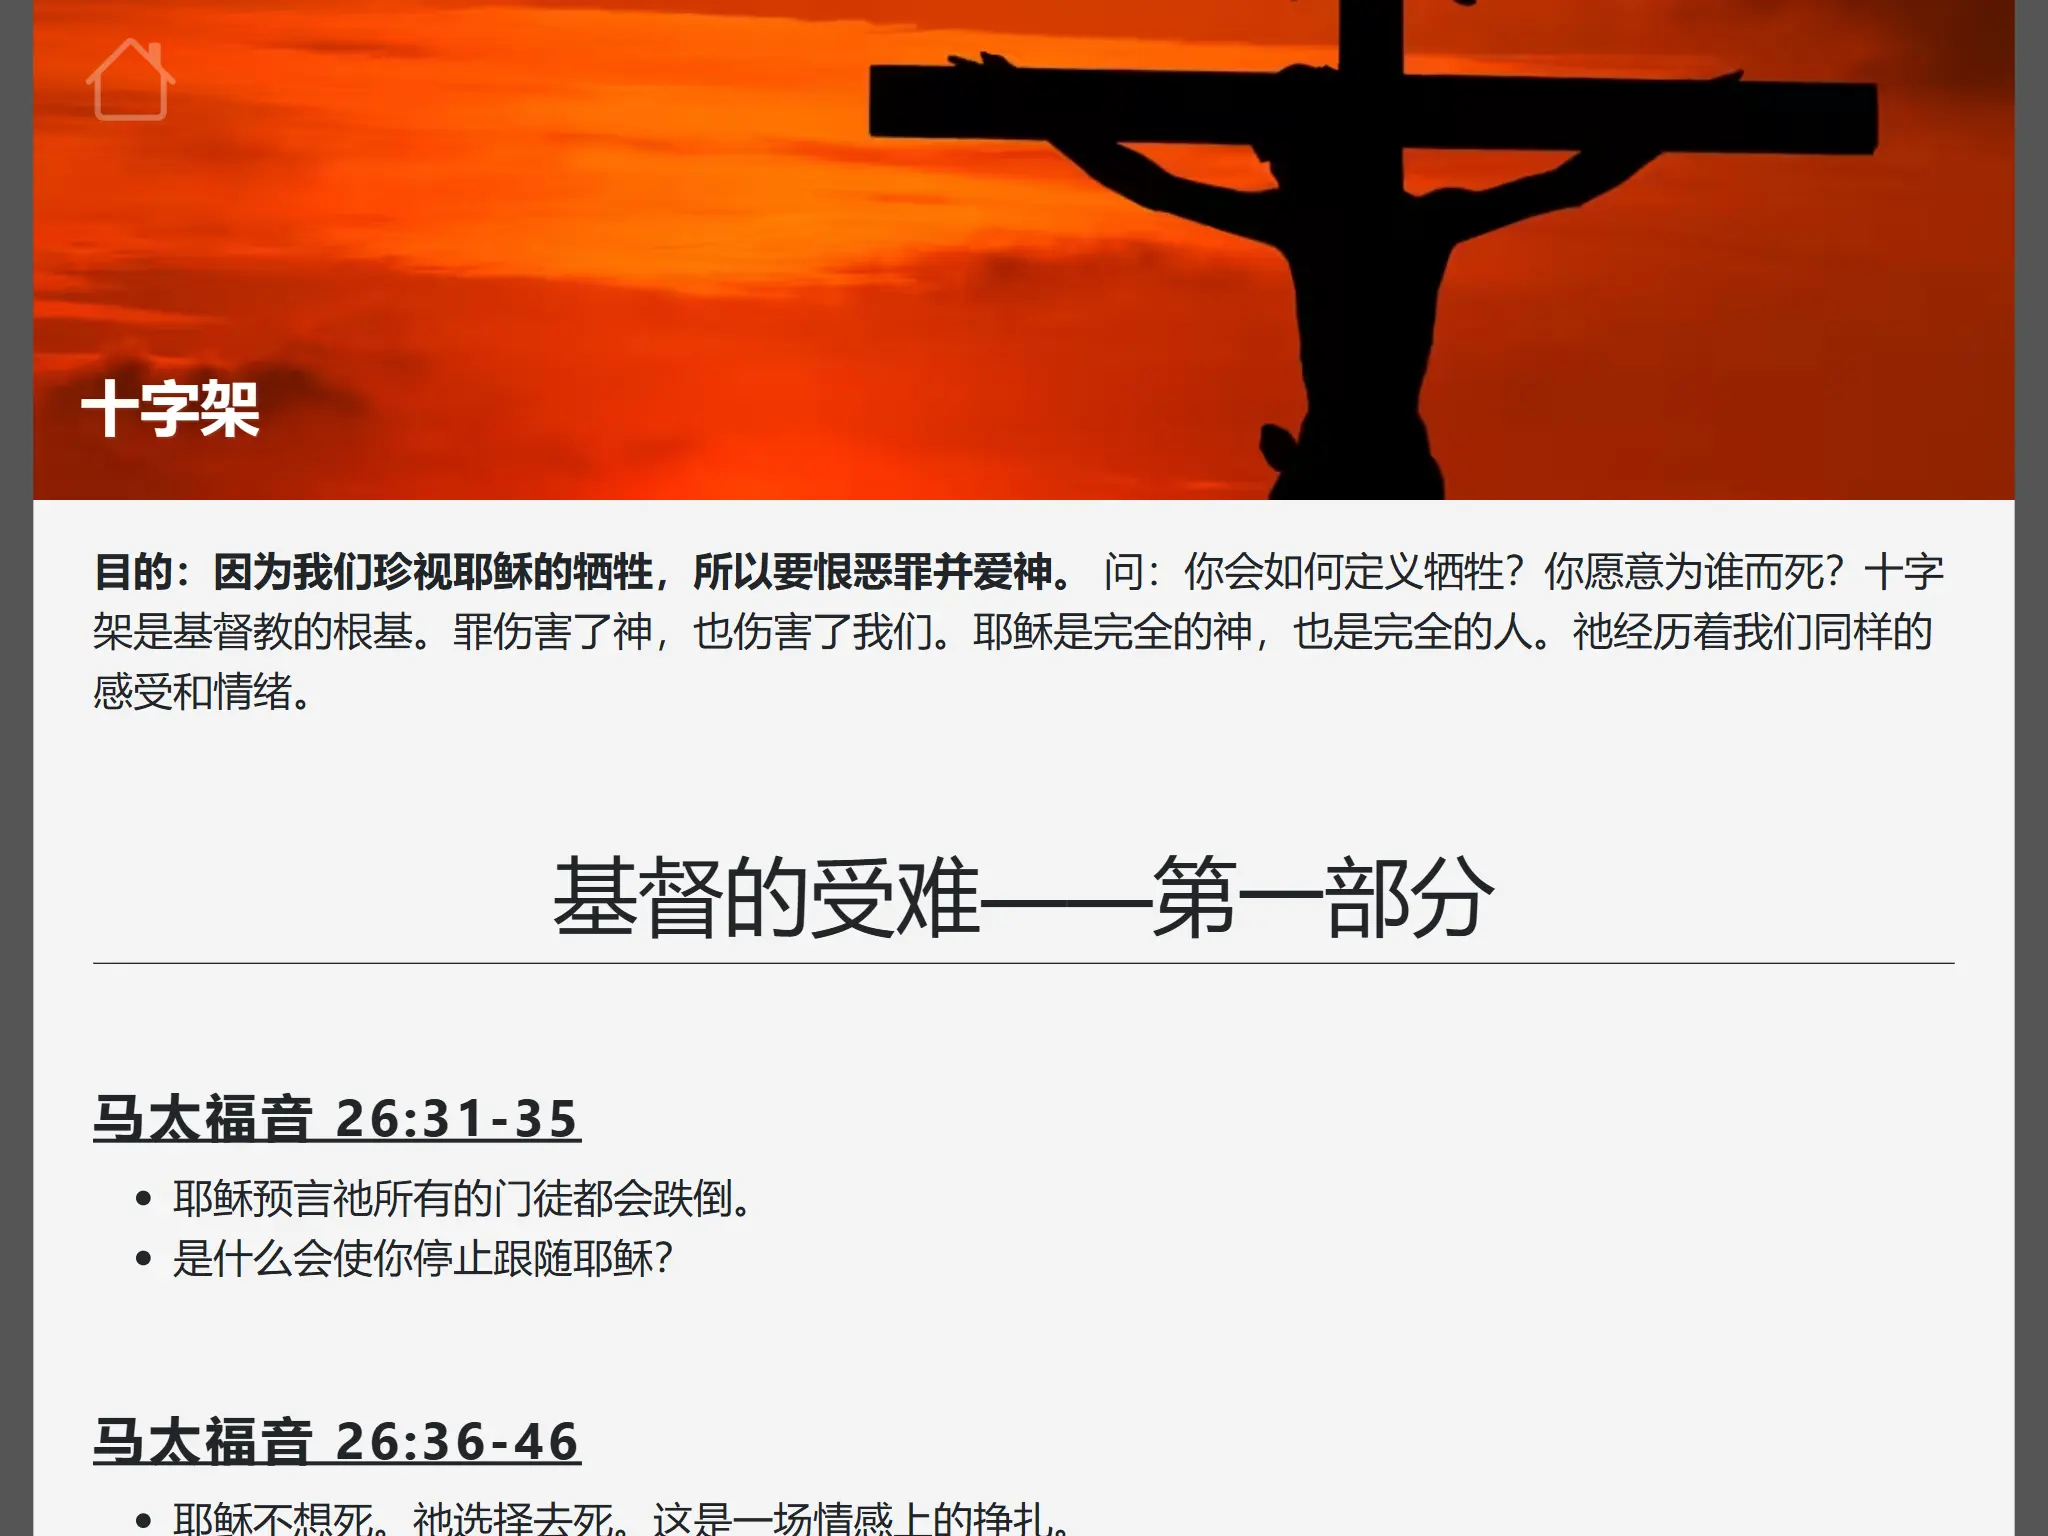 十字架
目的：因为我们珍视耶稣的牺牲，所以要恨恶罪并爱神。 问：你会如何定义牺牲？你愿意为谁而死？十字
架是基督教的根基。罪伤害了神，也伤害了我们。耶稣是完全的神，也是完全的人。祂经历着我们同样的
感受和情绪。
基督的受难——第一部分
马太福音 26:31-35
• 耶稣预言祂所有的门徒都会跌倒。
• 是什么会使你停止跟随耶稣？
马太福音 26:36-46
• 耶稣不想死。祂选择去死。这是一场情感上的挣扎。